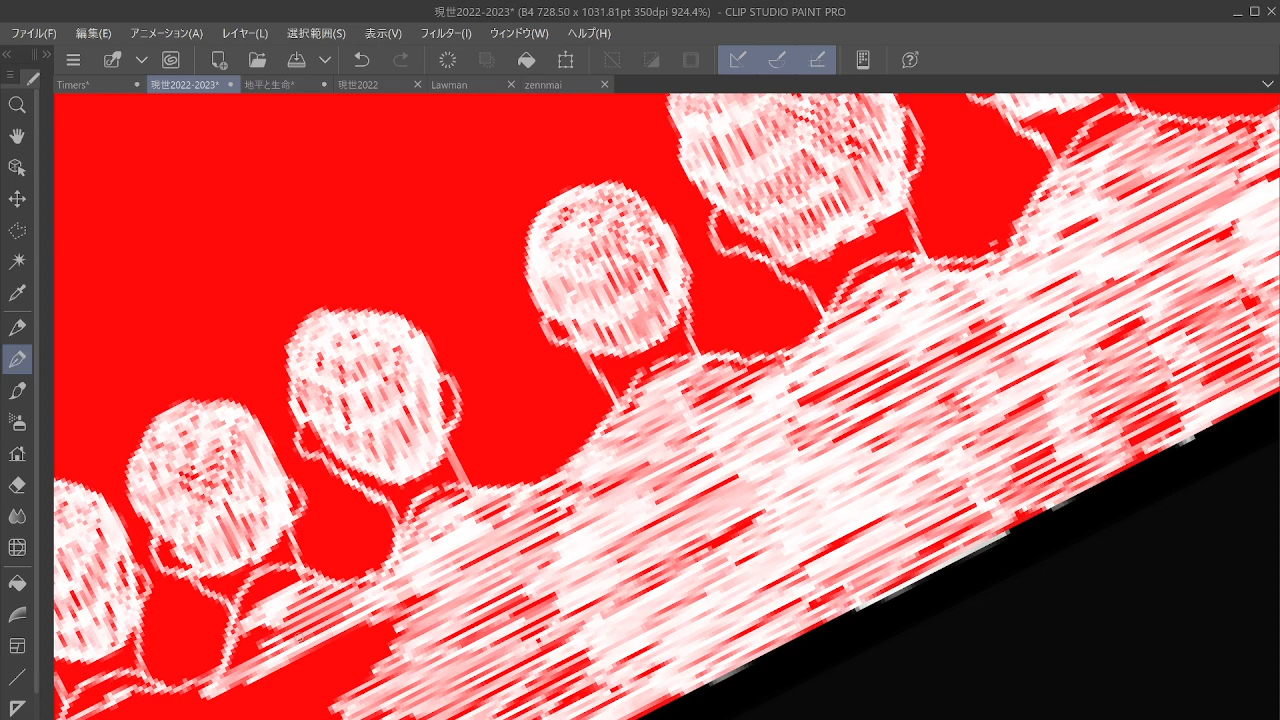 現世2022-2023* (B4 728.50 x 1031.81pt 350dpi 924.4%) - CLIP STUDIO PAINT PRO
ファイル(F) 編集(E) アニメーション(A) レイヤー(L) 選択範囲(S) 表示(V) フィルター(I) ウィンドウ(W) ヘルプ(H)
Timers* 現世2022-2023* 地平と生命* 現世2022 Lawman zennmai